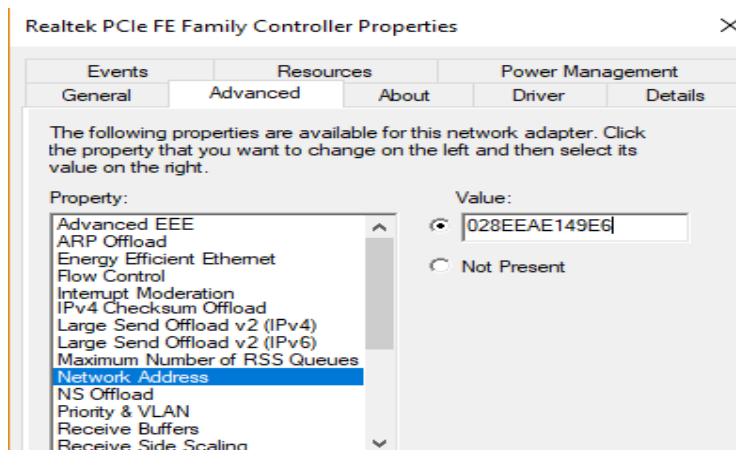 Realtek PCIe FE Family Controller Properties
Events Resources Power Management
General Advanced About Driver Details
The following properties are available for this network adapter. Click
the property that you want to change on the left and then select its
value on the right.
Property:
Value:
Advanced EEE
ARP Offload
Energy Efficient Ethernet
Flow Control
Interrupt Moderation
IPv4 Checksum Offload
Large Send Offload v2 (IPv4)
Large Send Offload v2 (IPv6)
Maximum Number of RSS Queues
Network Address
NS Offload
Priority & VLAN
Receive Buffers
Receive Side Scaling
028EEAE149E6
Not Present